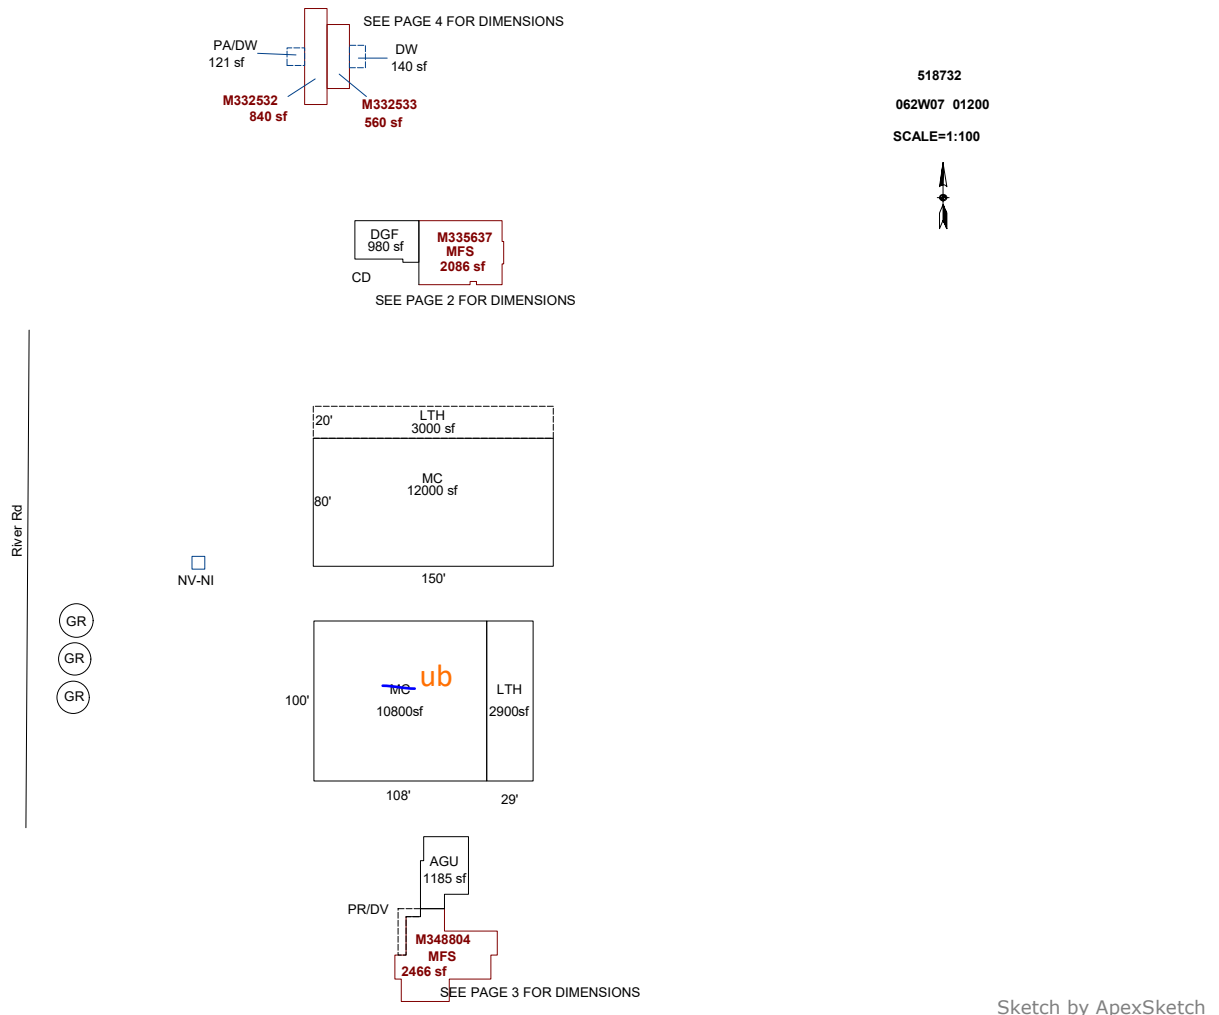 SEE PAGE 4 FOR DIMENSIONS
PA/DW
121 sf
DW
140 sf
M332532
840 sf
M332533
560 sf
518732
062W07 01200
SCALE=1:100
DGF
980 sf
M335637
MFS
2086 sf
CD
SEE PAGE 2 FOR DIMENSIONS
River Rd
20'
LTH
3000 sf
MC
12000 sf
80'
150'
NV-NI
GR
GR
GR
MC
ub
10800sf
LTH
2900sf
100'
108'
29'
AGU
1185 sf
PR/DV
M348804
MFS
2466 sf
SEE PAGE 3 FOR DIMENSIONS
Sketch by ApexSketch